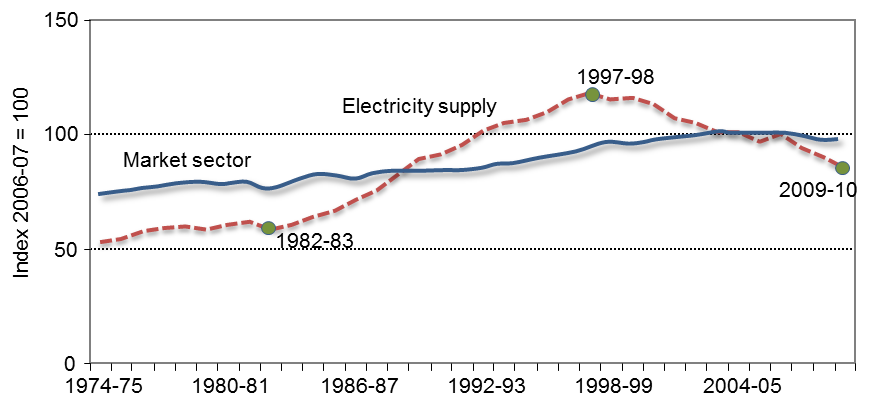 150
1997-98
Electricity supply
100
Market sector
2009-10
1982-83
50
0
1974-75 1980-81 1986-87 1992-93 1998-99 2004-05
Index 2006-07 = 100